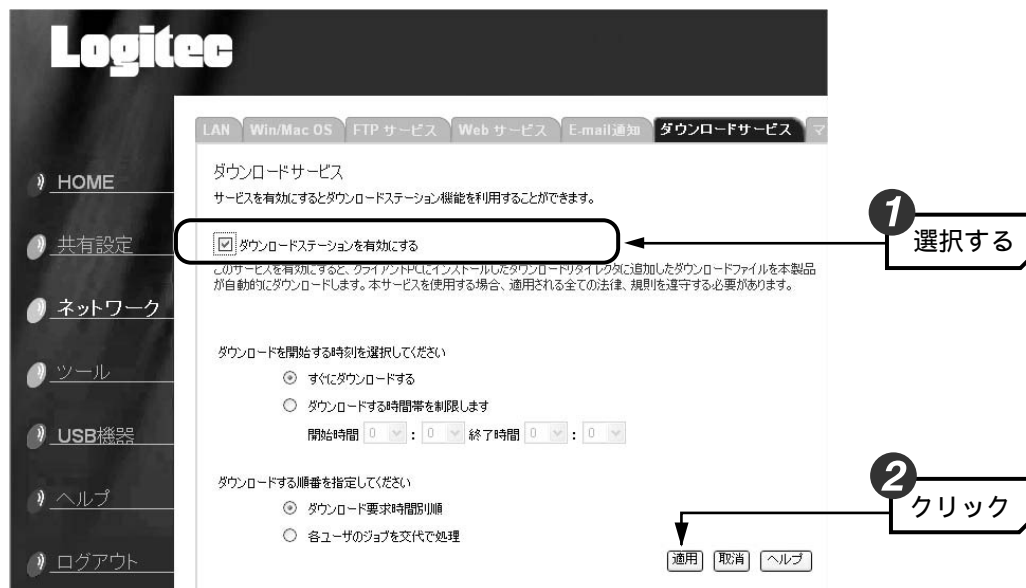 Logitec
LAN Win/Mac OS FTP サービス Web サービス E-mail通知 ダウンロードサービス マ
HOME
共有設定
ネットワーク
ツール
USB機器
ヘルプ
ログアウト
ダウンロードサービス
サービスを有効にするとダウンロードステーション機能を利用することができます。
ダウンロードステーションを有効にする
このサービスを有効にすると、クライアントPCにインストールしたダウンロードリダイレクタに追加したダウンロードファイルを本製品
が自動的にダウンロードします。本サービスを使用する場合、適用される全ての法律、規則を遵守する必要があります。
ダウンロードを開始する時刻を選択してください
すぐにダウンロードする
ダウンロードする時間帯を制限します
開始時間 0 : 0 終了時間 0 : 0
ダウンロードする順番を指定してください
ダウンロード要求時間別順
各ユーザのジョブを交代で処理
適用 取消 ヘルプ
1
選択する
2
クリック